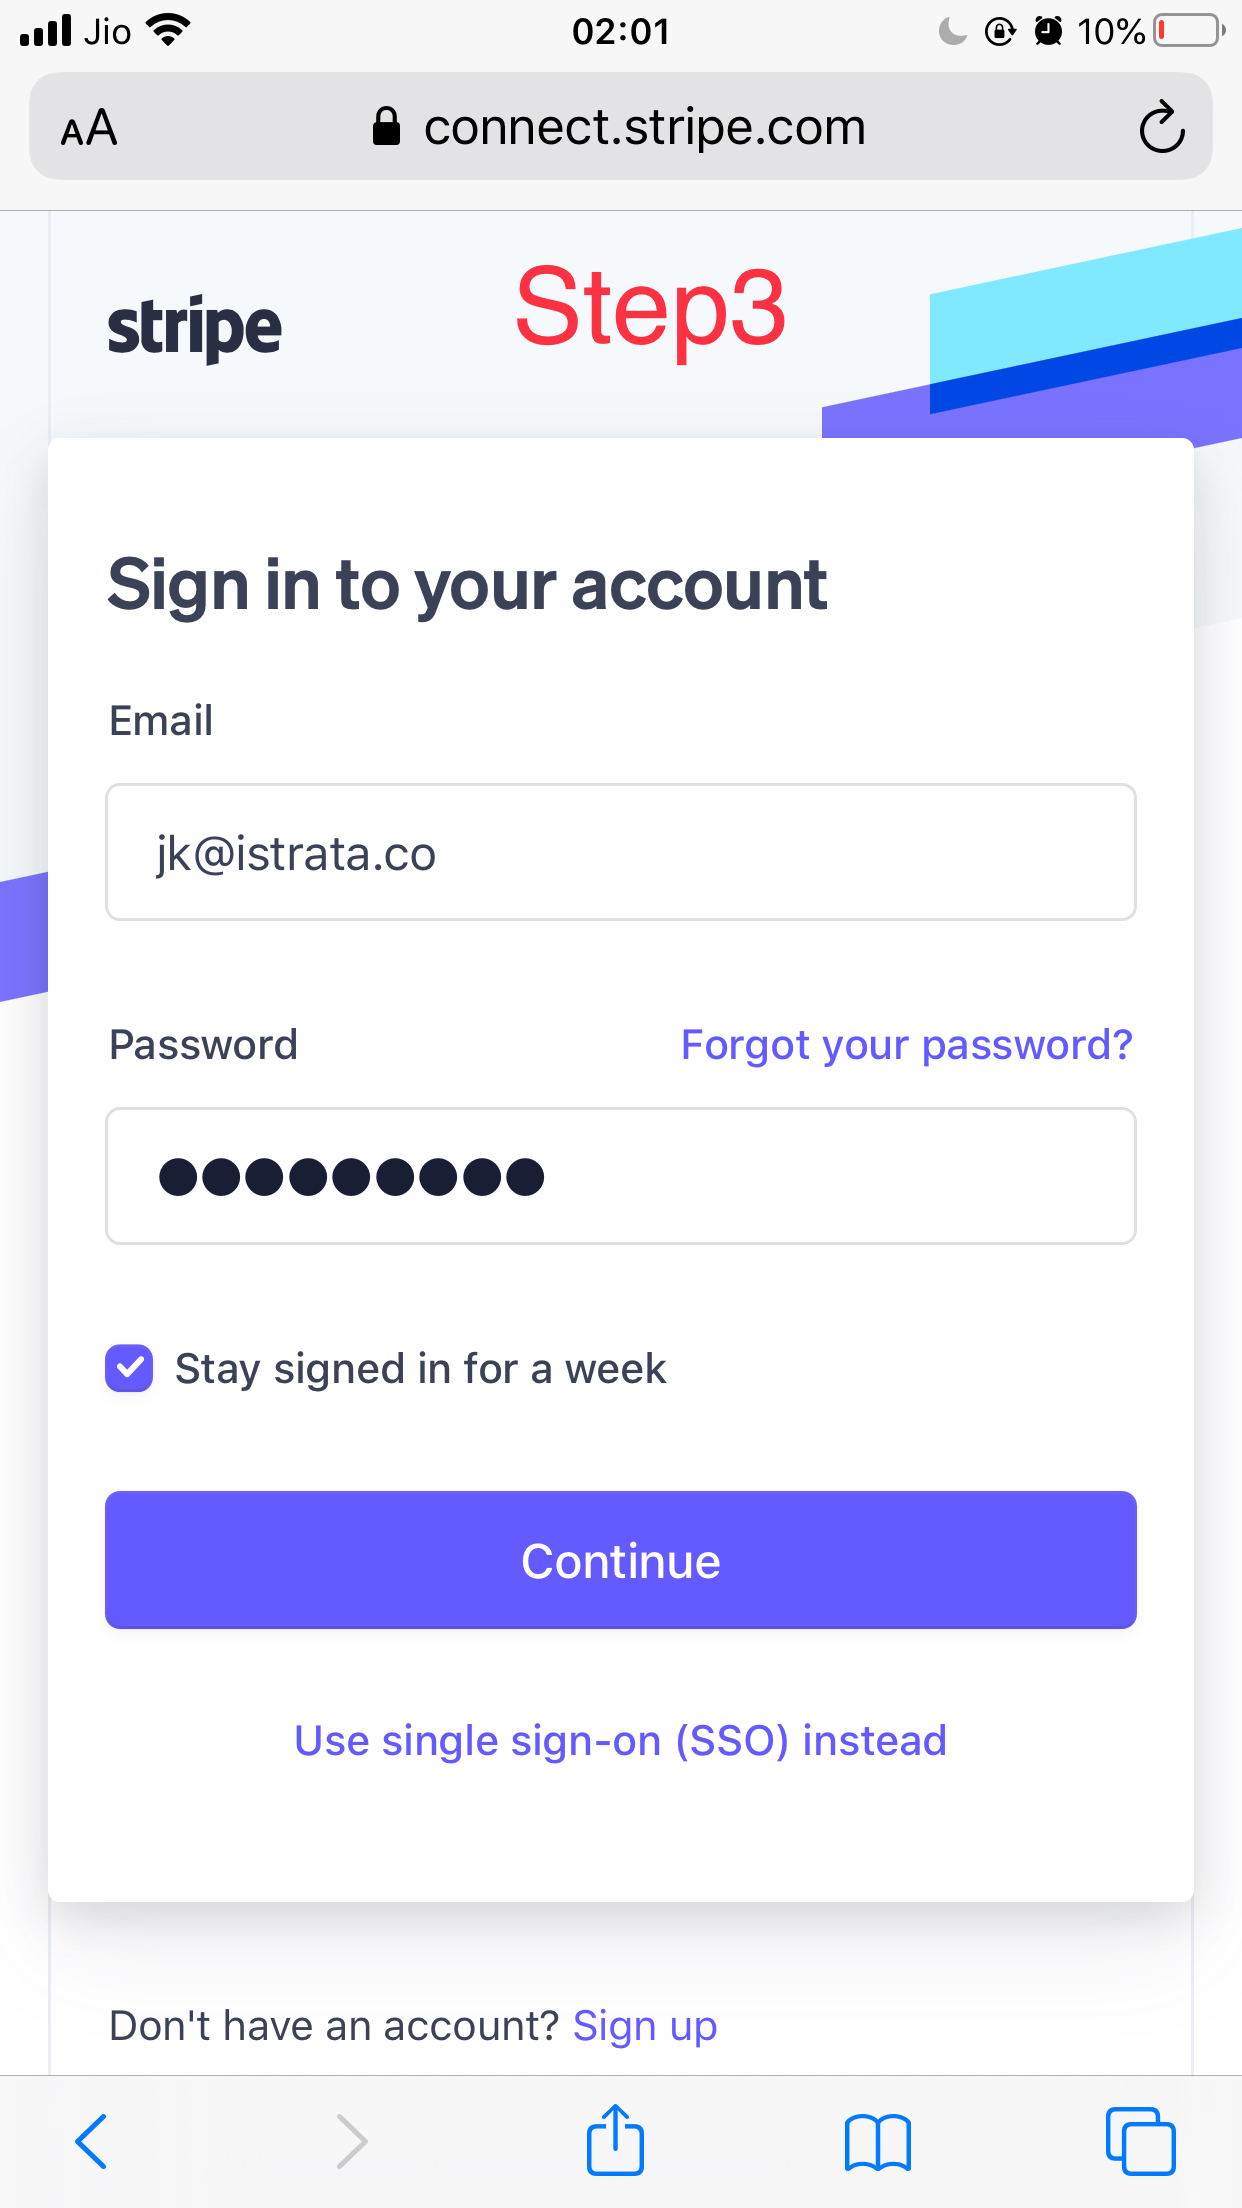 Jio 02:01 10%
AA connect.stripe.com
stripe Step3
Sign in to your account
Email
jk@istrata.co
Password Forgot your password?
Stay signed in for a week
Continue
Use single sign-on (SSO) instead
Don't have an account? Sign up